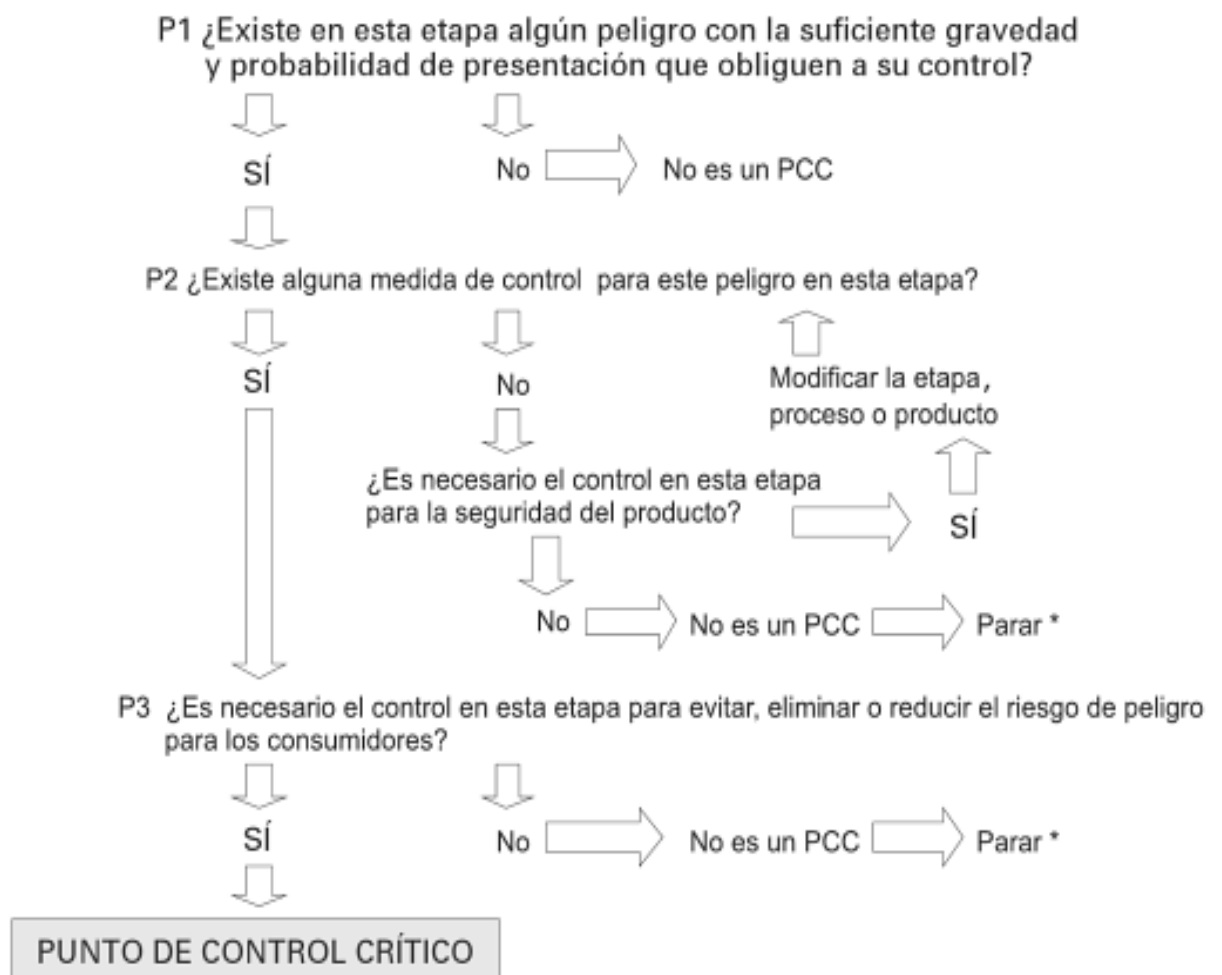 P1 ¿Existe en esta etapa algún peligro con la suficiente gravedad
y probabilidad de presentación que obliguen a su control?
SÍ
No
No es un PCC
P2 ¿Existe alguna medida de control para este peligro en esta etapa?
SÍ
No
Modificar la etapa,
proceso o producto
¿Es necesario el control en esta etapa
para la seguridad del producto?
SÍ
No
No es un PCC
Parar *
P3 ¿Es necesario el control en esta etapa para evitar, eliminar o reducir el riesgo de peligro
para los consumidores?
SÍ
No
No es un PCC
Parar *
PUNTO DE CONTROL CRÍTICO